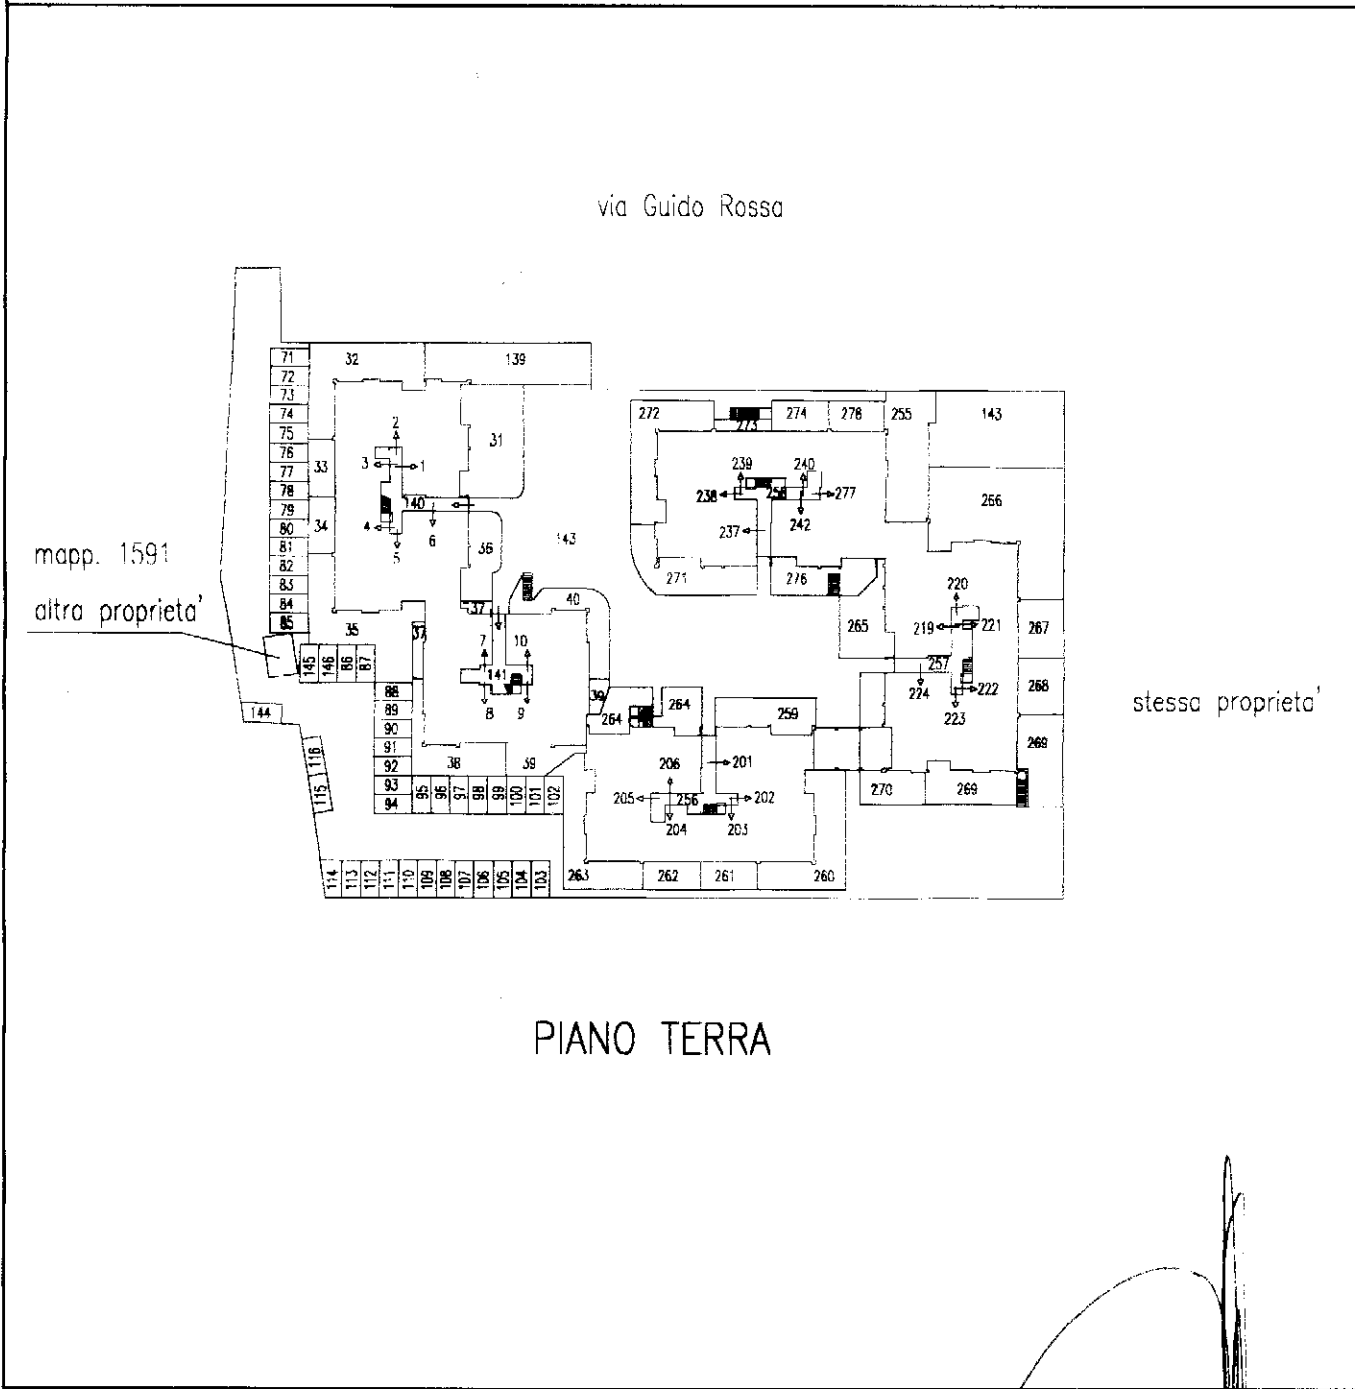 via Guido Rossa
71 32 139
72
73 272 274 278 255 143
74 273
75 2 31
76 3 1 239 240
77 33 238 258 277 266
78
79 34 140 242
80 4 6 237
81 5 36 143
82
83 271 276 220
84 37 40 265 219 221 267
85 35 37
145 146 86 87 7 10 257
141 224 222 268
88 8 9 39 264 264 223
144 89 259
90
116 91 38 39 269
92 206 201
115 93 95 96 97 98 99 100 101 102 270 269
94 205 256 202
204 203
114 113 112 111 110 109 108 107 106 105 104 103 263 262 261 260
mapp. 1591
altra proprieta'
stessa proprieta'
PIANO TERRA